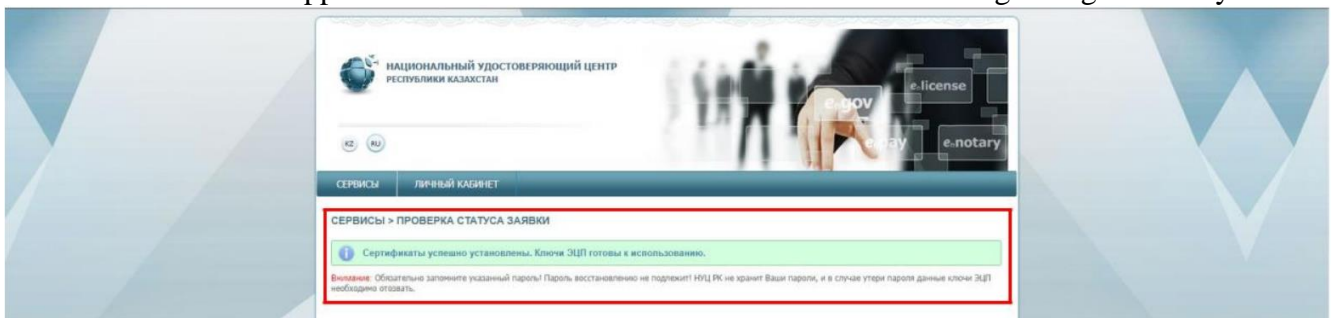 НАЦИОНАЛЬНЫЙ УДОСТОВЕРЯЮЩИЙ ЦЕНТР
РЕСПУБЛИКИ КАЗАХСТАН
e-license
e-gov
e-pay
e-notary
KZ RU
СЕРВИСЫ ЛИЧНЫЙ КАБИНЕТ
СЕРВИСЫ > ПРОВЕРКА СТАТУСА ЗАЯВКИ
Сертификаты успешно установлены. Ключи ЭЦП готовы к использованию.
Внимание: Обязательно запомните указанный пароль! Пароль восстановлению не подлежит! НУЦ РК не хранит Ваши пароли, и в случае утери пароля данные ключи ЭЦП
необходимо отозвать.